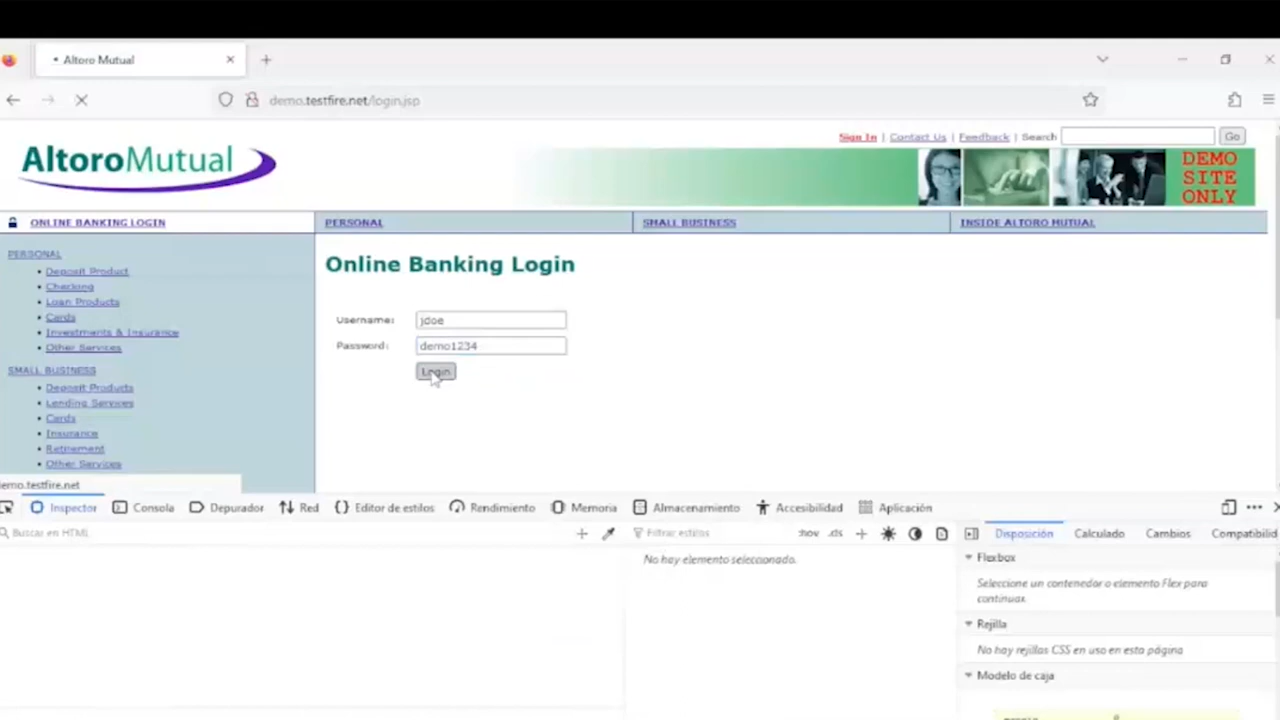 Altoro Mutual
demo.testfire.net/login.jsp
Sign In | Contact Us | Feedback | Search
Go
AltoroMutual
DEMO
SITE
ONLY
ONLINE BANKING LOGIN
PERSONAL
SMALL BUSINESS
INSIDE ALTORO MUTUAL
PERSONAL
Deposit Product
Checking
Loan Products
Cards
Investments & Insurance
Other Services
SMALL BUSINESS
Deposit Products
Lending Services
Cards
Insurance
Retirement
Other Services
Online Banking Login
Username: jdoe
Password: demo1234
Login
demo.testfire.net
Inspector Consola Depurador Red Editor de estilos Rendimiento Memoria Almacenamiento Accesibilidad Aplicación
Buscar en HTML
Filtrar estilos :hov .cls
No hay elemento seleccionado.
Disposición Calculado Cambios Compatibilid
Flexbox
Seleccione un contenedor o elemento Flex para
continuar.
Rejilla
No hay rejillas CSS en uso en esta página
Modelo de caja